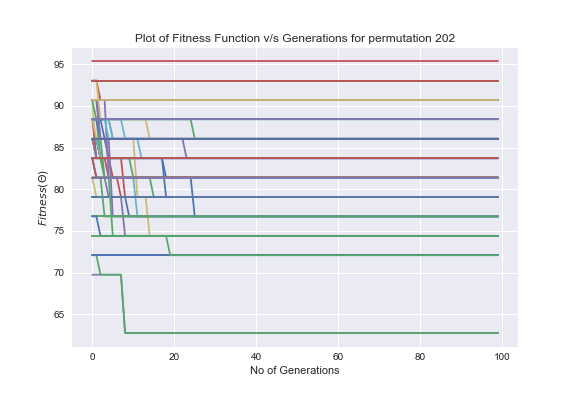 Plot of Fitness Function v/s Generations for permutation 202
95
90
85
80
75
70
65
Fitness(Θ)
0 20 40 60 80 100
No of Generations